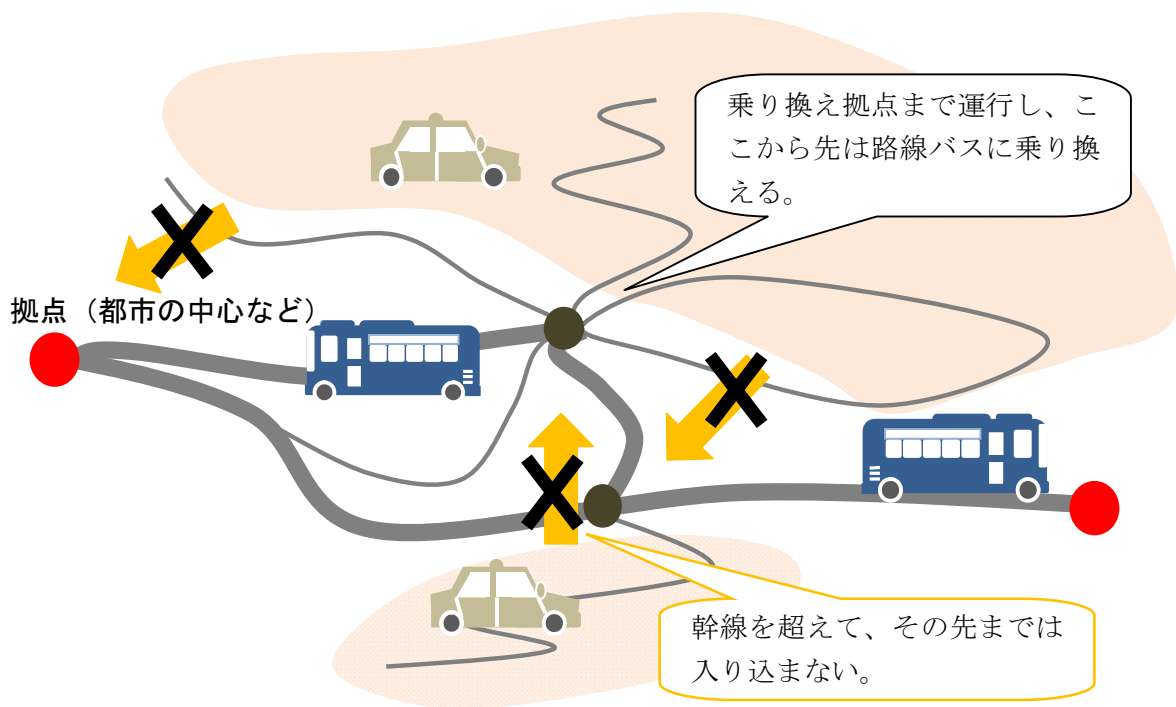 乗り換え拠点まで運行し、こ
こから先は路線バスに乗り換
える。
拠点（都市の中心など）
幹線を超えて、その先までは
入り込まない。